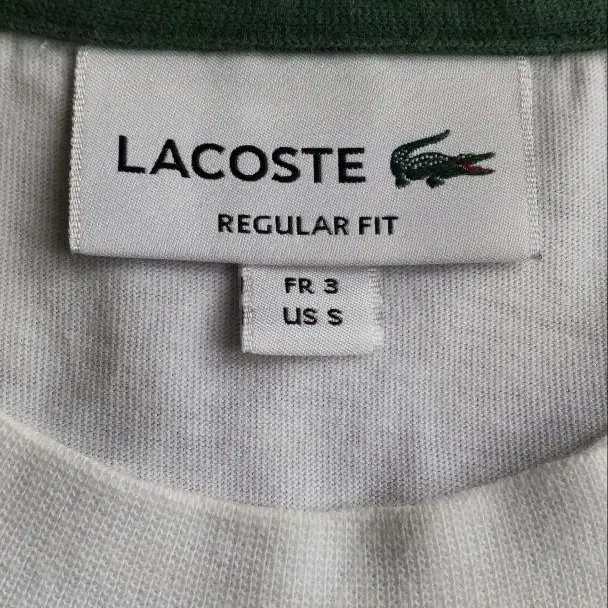 LACOSTE
REGULAR FIT
FR 3
US S